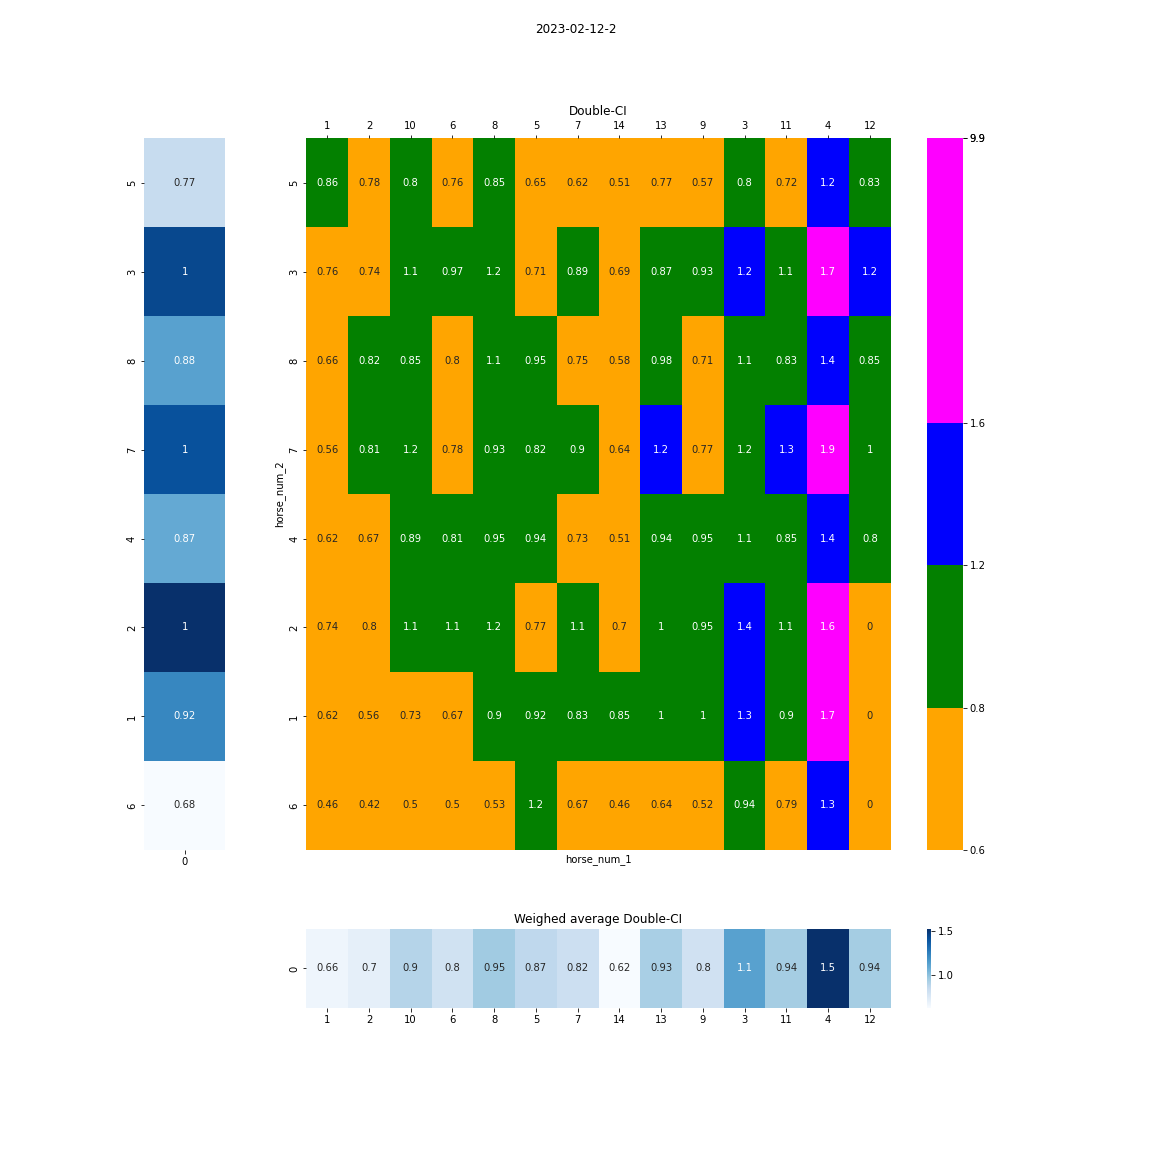 2023-02-12-2
Double-CI
1 2 10 6 8 5 7 14 13 9 3 11 4 12
5 0.77 5 0.86 0.78 0.8 0.76 0.85 0.65 0.62 0.51 0.77 0.57 0.8 0.72 1.2 0.83
3 1 3 0.76 0.74 1.1 0.97 1.2 0.71 0.89 0.69 0.87 0.93 1.2 1.1 1.7 1.2
8 0.88 8 0.66 0.82 0.85 0.8 1.1 0.95 0.75 0.58 0.98 0.71 1.1 0.83 1.4 0.85
7 1 7 0.56 0.81 1.2 0.78 0.93 0.82 0.9 0.64 1.2 0.77 1.2 1.3 1.9 1
horse_num_2
4 0.87 4 0.62 0.67 0.89 0.81 0.95 0.94 0.73 0.51 0.94 0.95 1.1 0.85 1.4 0.8
2 1 2 0.74 0.8 1.1 1.1 1.2 0.77 1.1 0.7 1 0.95 1.4 1.1 1.6 0
1 0.92 1 0.62 0.56 0.73 0.67 0.9 0.92 0.83 0.85 1 1 1.3 0.9 1.7 0
6 0.68 6 0.46 0.42 0.5 0.5 0.53 1.2 0.67 0.46 0.64 0.52 0.94 0.79 1.3 0
0
horse_num_1
9.9
1.6
1.2
0.8
0.6
Weighed average Double-CI
0 0.66 0.7 0.9 0.8 0.95 0.87 0.82 0.62 0.93 0.8 1.1 0.94 1.5 0.94
1 2 10 6 8 5 7 14 13 9 3 11 4 12
1.5
1.0